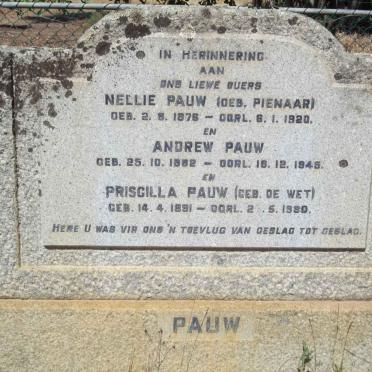 IN HERINNERING
AAN
ONS LIEWE OUERS
NELLIE PAUW (GEB. PIENAAR)
GEB. 2. 8. 1876 – OORL. 6. 1. 1920.
EN
ANDREW PAUW
GEB. 25. 10. 1882 – OORL. 16. 12. 1945.
EN
PRISCILLA PAUW (GEB. DE WET)
GEB. 14. 4. 1891 – OORL. 5. 1980.
HERE U WAS VIR ONS 'N TOEVLUG VAN GESLAG TOT GESLAG.
PAUW